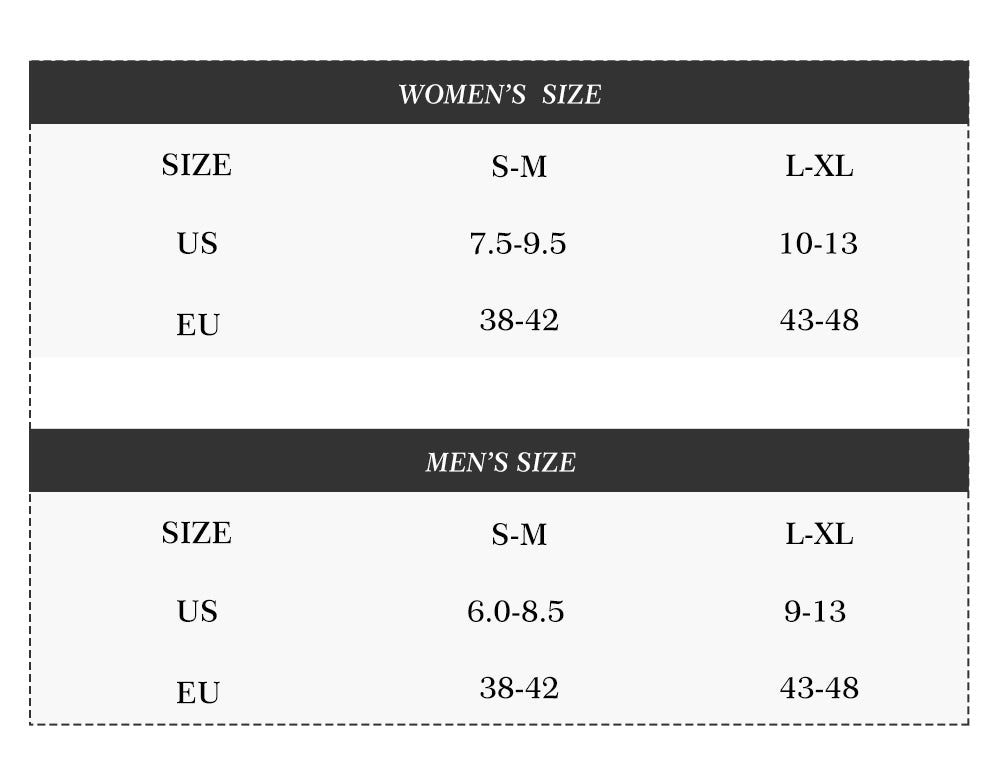 WOMEN’S SIZE
SIZE S-M L-XL
US 7.5-9.5 10-13
EU 38-42 43-48
MEN’S SIZE
SIZE S-M L-XL
US 6.0-8.5 9-13
EU 38-42 43-48